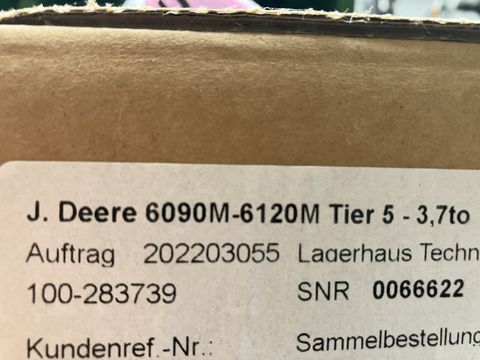 J. Deere 6090M-6120M Tier 5 - 3,7to
Auftrag 202203055 Lagerhaus Techn
100-283739 SNR 0066622
Kundenref.-Nr.: Sammelbestellung